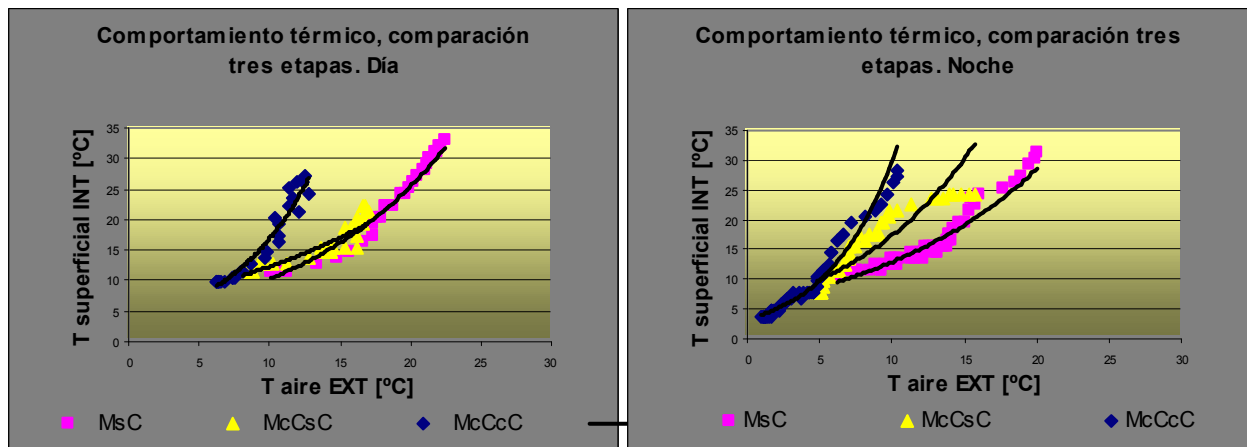 Comportamiento térmico, comparación
tres etapas. Día
T superficial INT [ºC]
35
30
25
20
15
10
5
0
0 5 10 15 20 25 30
T aire EXT [ºC]
MsC McCsC McCcC
Comportamiento térmico, comparación tres
etapas. Noche
T superficial INT [ºC]
35
30
25
20
15
10
5
0
0 5 10 15 20 25 30
T aire EXT [ºC]
MsC McCsC McCcC